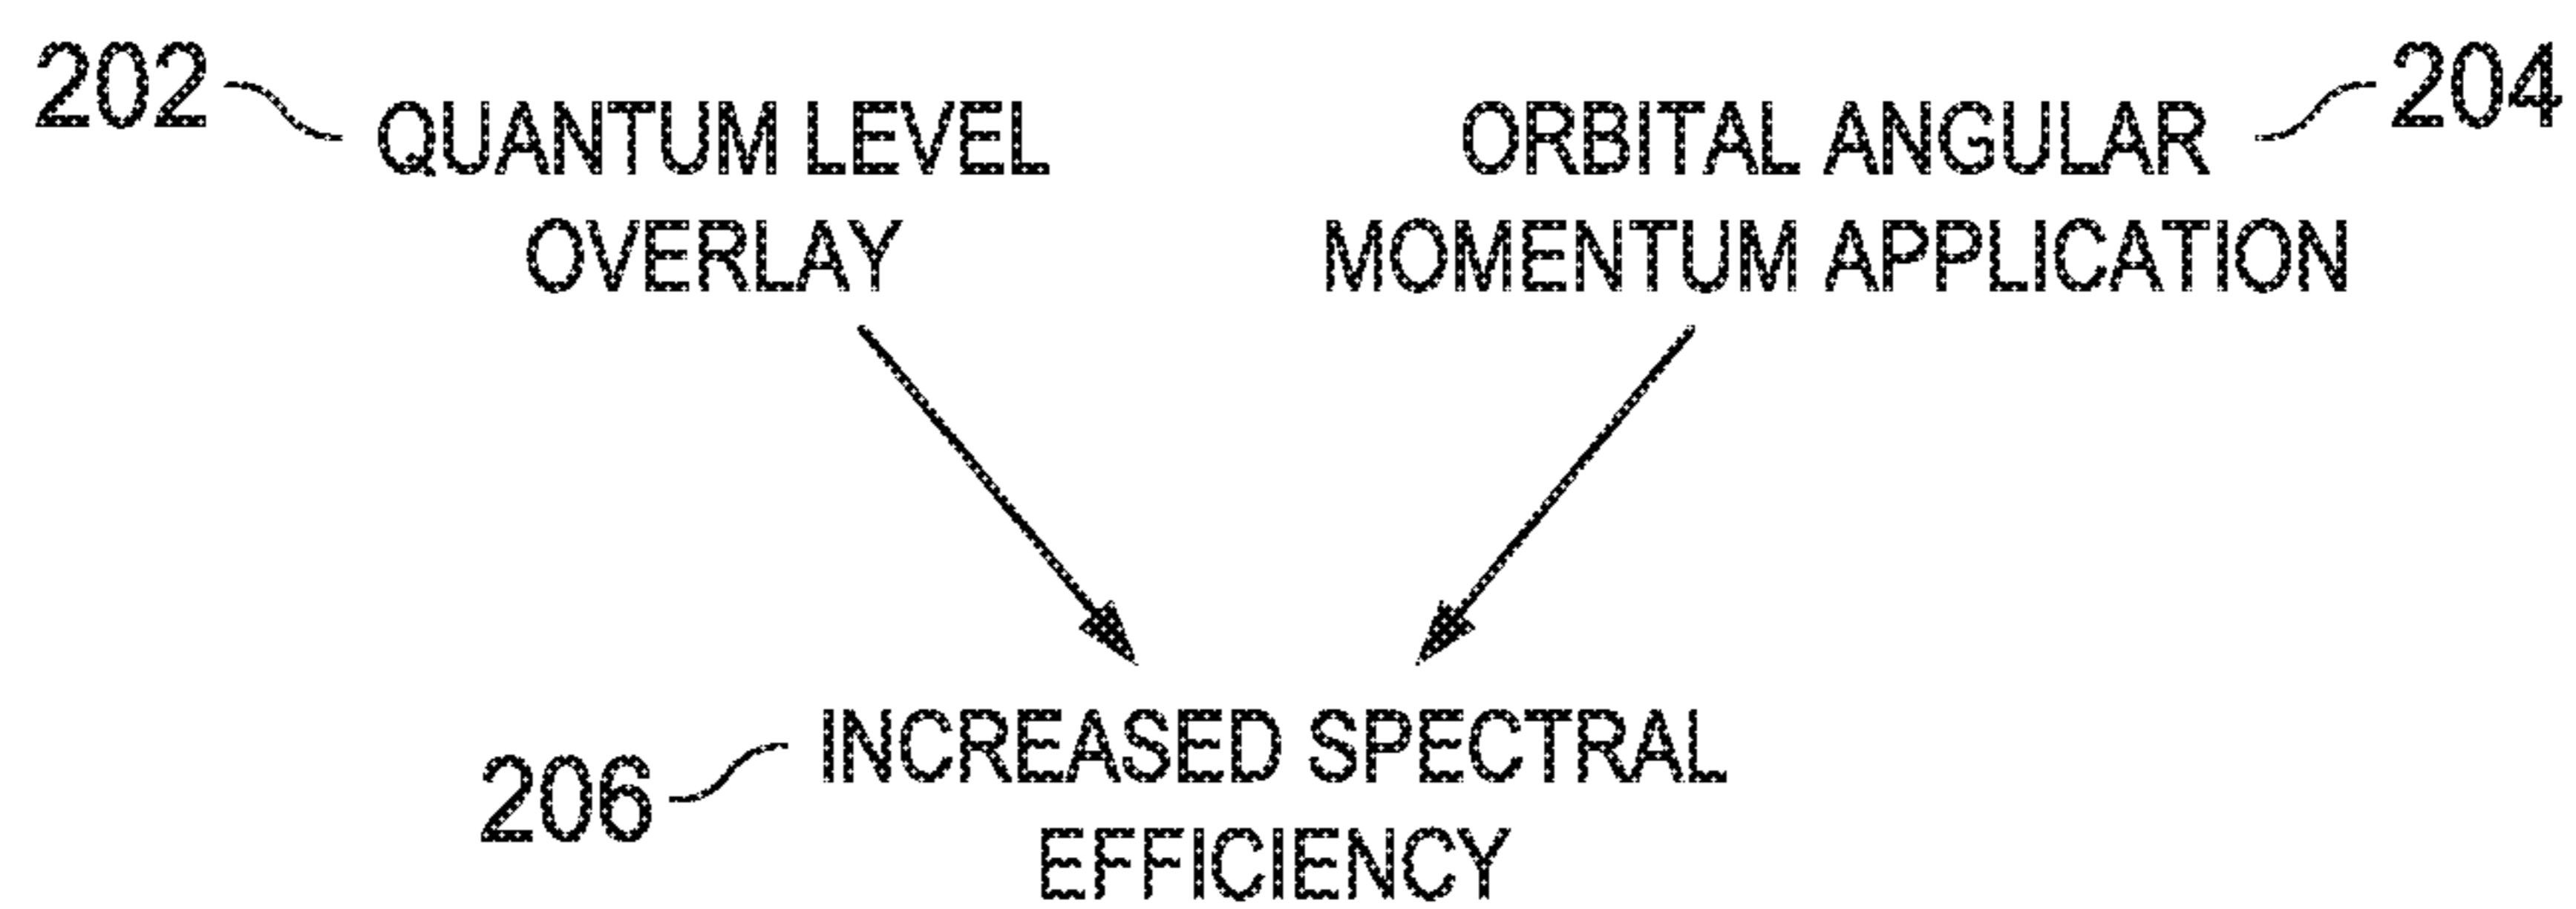 202
QUANTUM LEVEL
OVERLAY
ORBITAL ANGULAR
MOMENTUM APPLICATION
204
INCREASED SPECTRAL
EFFICIENCY
206